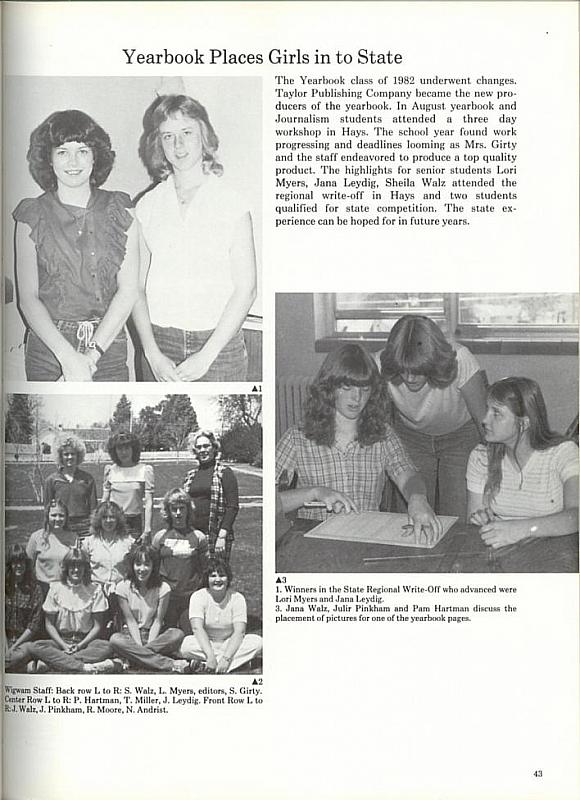 Yearbook Places Girls in to State
The Yearbook class of 1982 underwent changes.
Taylor Publishing Company became the new pro-
ducers of the yearbook. In August yearbook and
Journalism students attended a three day
workshop in Hays. The school year found work
progressing and deadlines looming as Mrs. Girty
and the staff endeavored to produce a top quality
product. The highlights for senior students Lori
Myers, Jana Leydig, Sheila Walz attended the
regional write-off in Hays and two students
qualified for state competition. The state ex-
perience can be hoped for in future years.
▲1
▲3
1. Winners in the State Regional Write-Off who advanced were
Lori Myers and Jana Leydig.
3. Jana Walz, Julir Pinkham and Pam Hartman discuss the
placement of pictures for one of the yearbook pages.
▲2
Wigwam Staff: Back row L to R: S. Walz, L. Myers, editors, S. Girty.
Center Row L to R: P. Hartman, T. Miller, J. Leydig. Front Row L to
R: J. Walz, J. Pinkham, R. Moore, N. Andrist.
43